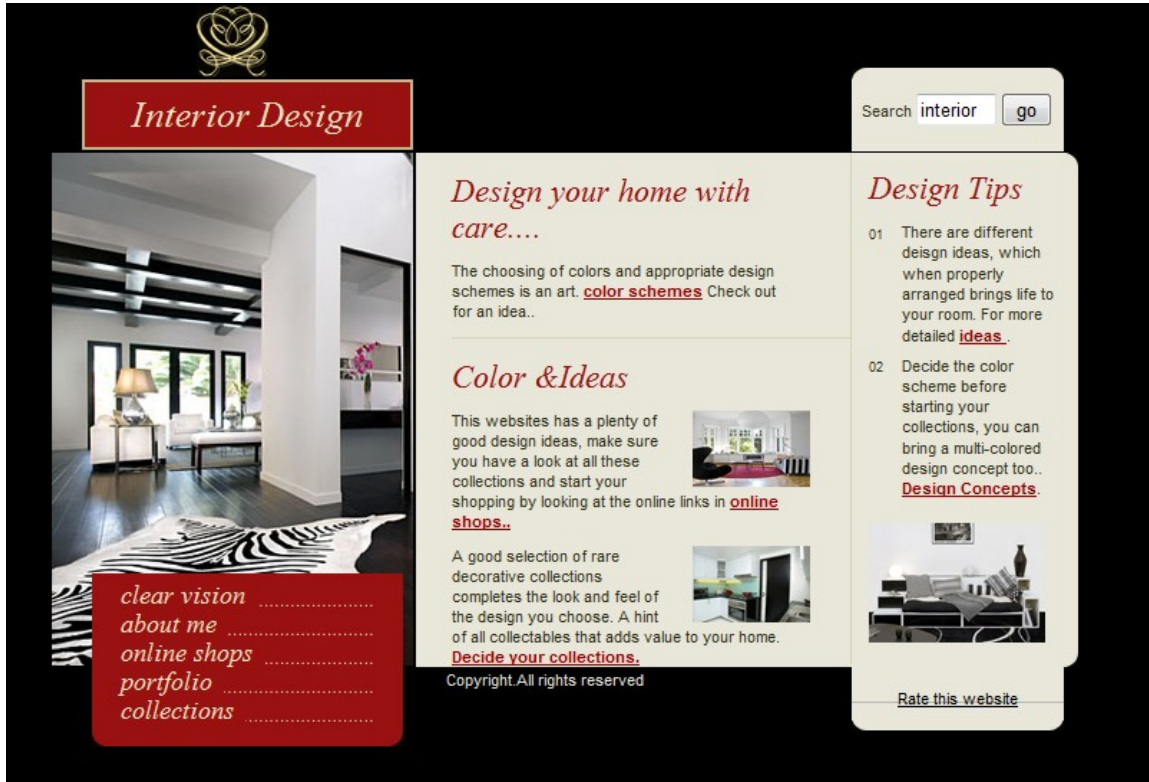 Interior Design
Search interior go
Design your home with
care....
The choosing of colors and appropriate design
schemes is an art. color schemes Check out
for an idea..
Color &Ideas
This websites has a plenty of
good design ideas, make sure
you have a look at all these
collections and start your
shopping by looking at the online links in online
shops..
A good selection of rare
decorative collections
completes the look and feel of
the design you choose. A hint
of all collectables that adds value to your home.
Decide your collections.
Design Tips
01 There are different
deisgn ideas, which
when properly
arranged brings life to
your room. For more
detailed ideas .
02 Decide the color
scheme before
starting your
collections, you can
bring a multi-colored
design concept too..
Design Concepts.
clear vision
about me
online shops
portfolio
collections
Copyright.All rights reserved
Rate this website